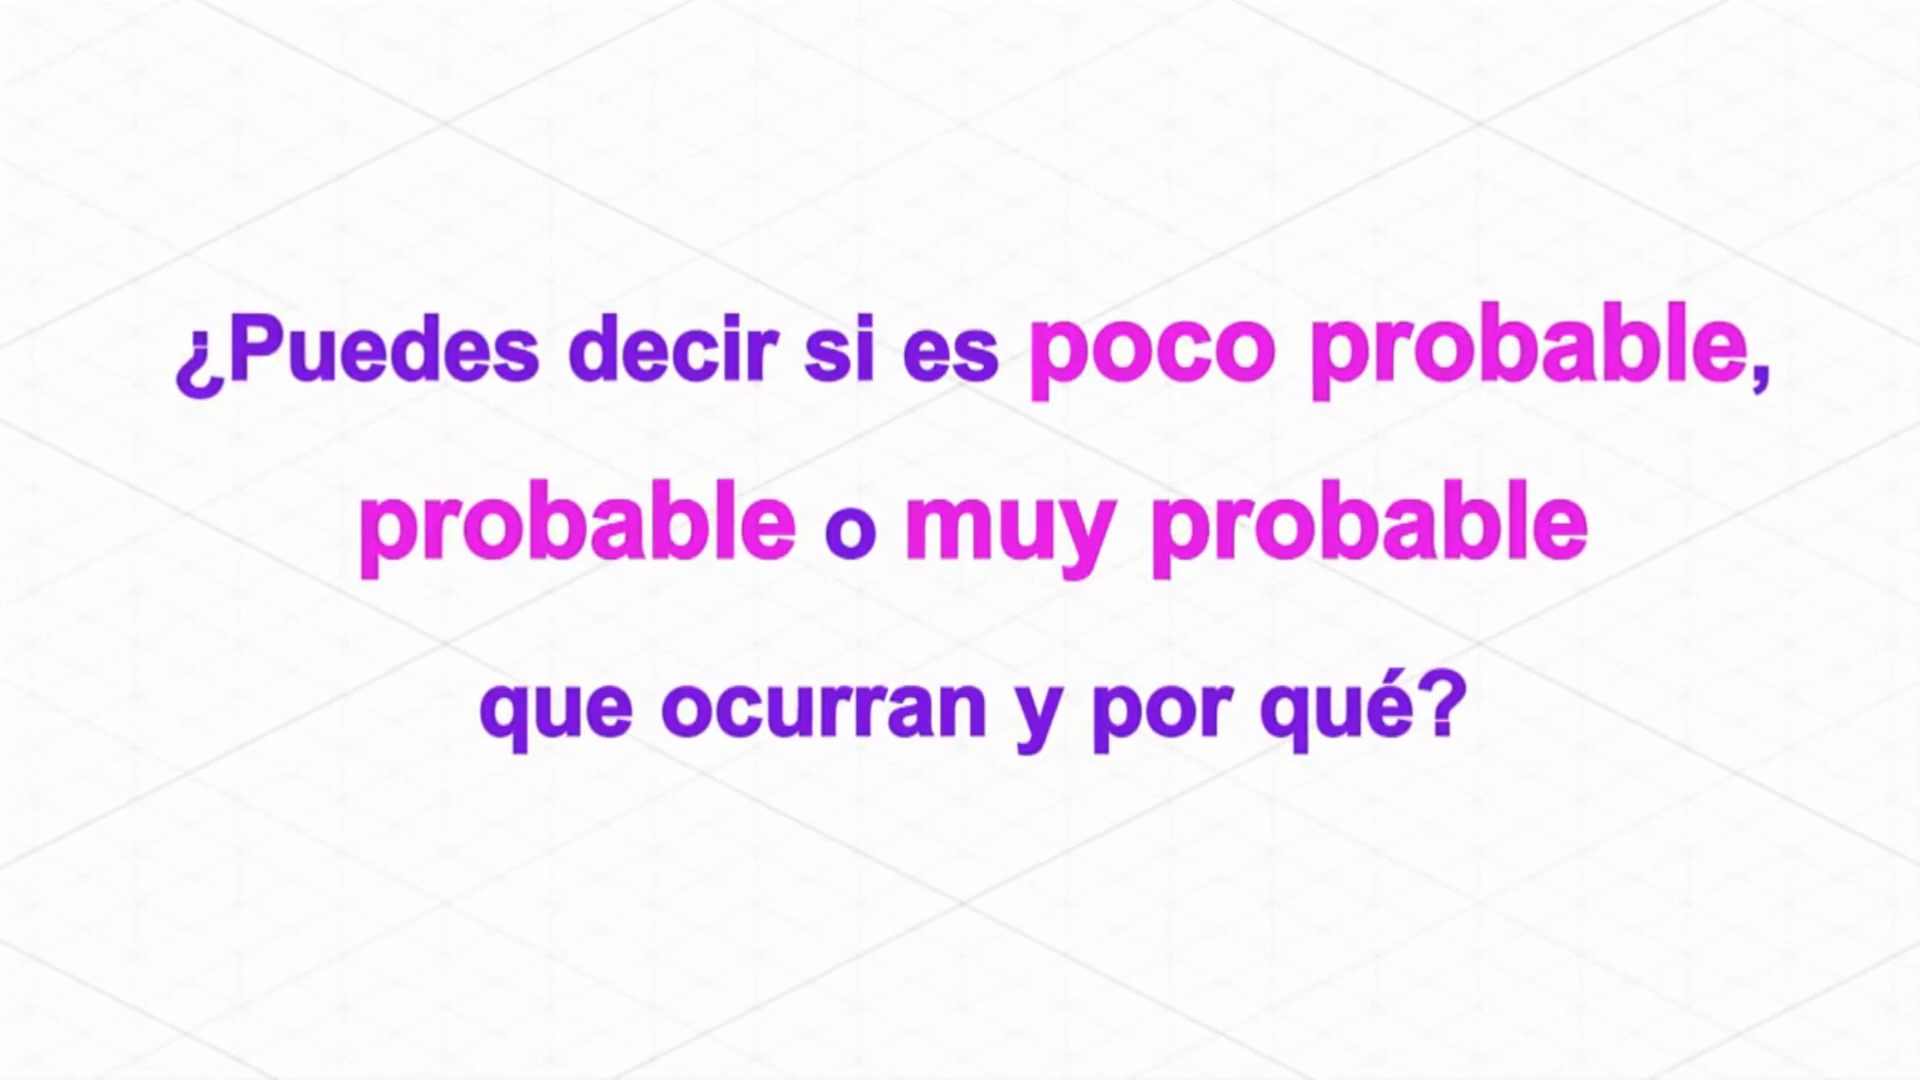 ¿Puedes decir si es poco probable,
probable o muy probable
que ocurran y por qué?